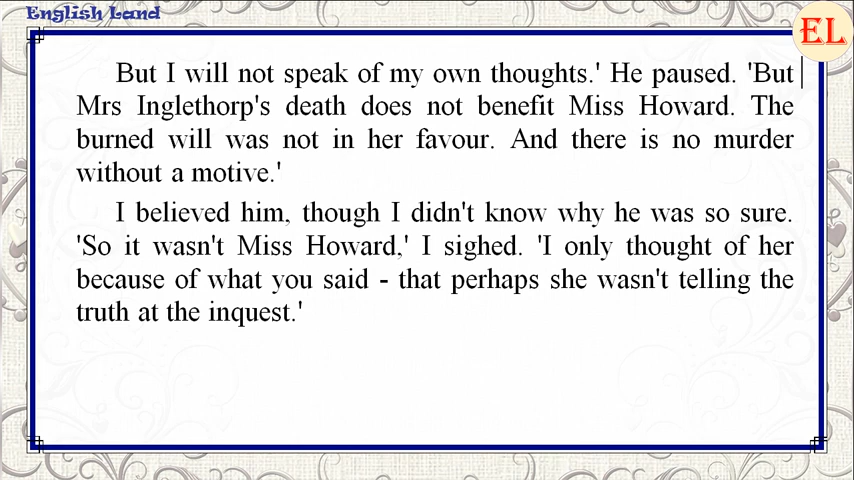 English Land
EL
But I will not speak of my own thoughts.' He paused. 'But
Mrs Inglethorp's death does not benefit Miss Howard. The
burned will was not in her favour. And there is no murder
without a motive.'
I believed him, though I didn't know why he was so sure.
'So it wasn't Miss Howard,' I sighed. 'I only thought of her
because of what you said - that perhaps she wasn't telling the
truth at the inquest.'